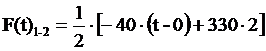 F(t)₁₋₂ = 1/2 · [− 40 · (t − 0) + 330 · 2]